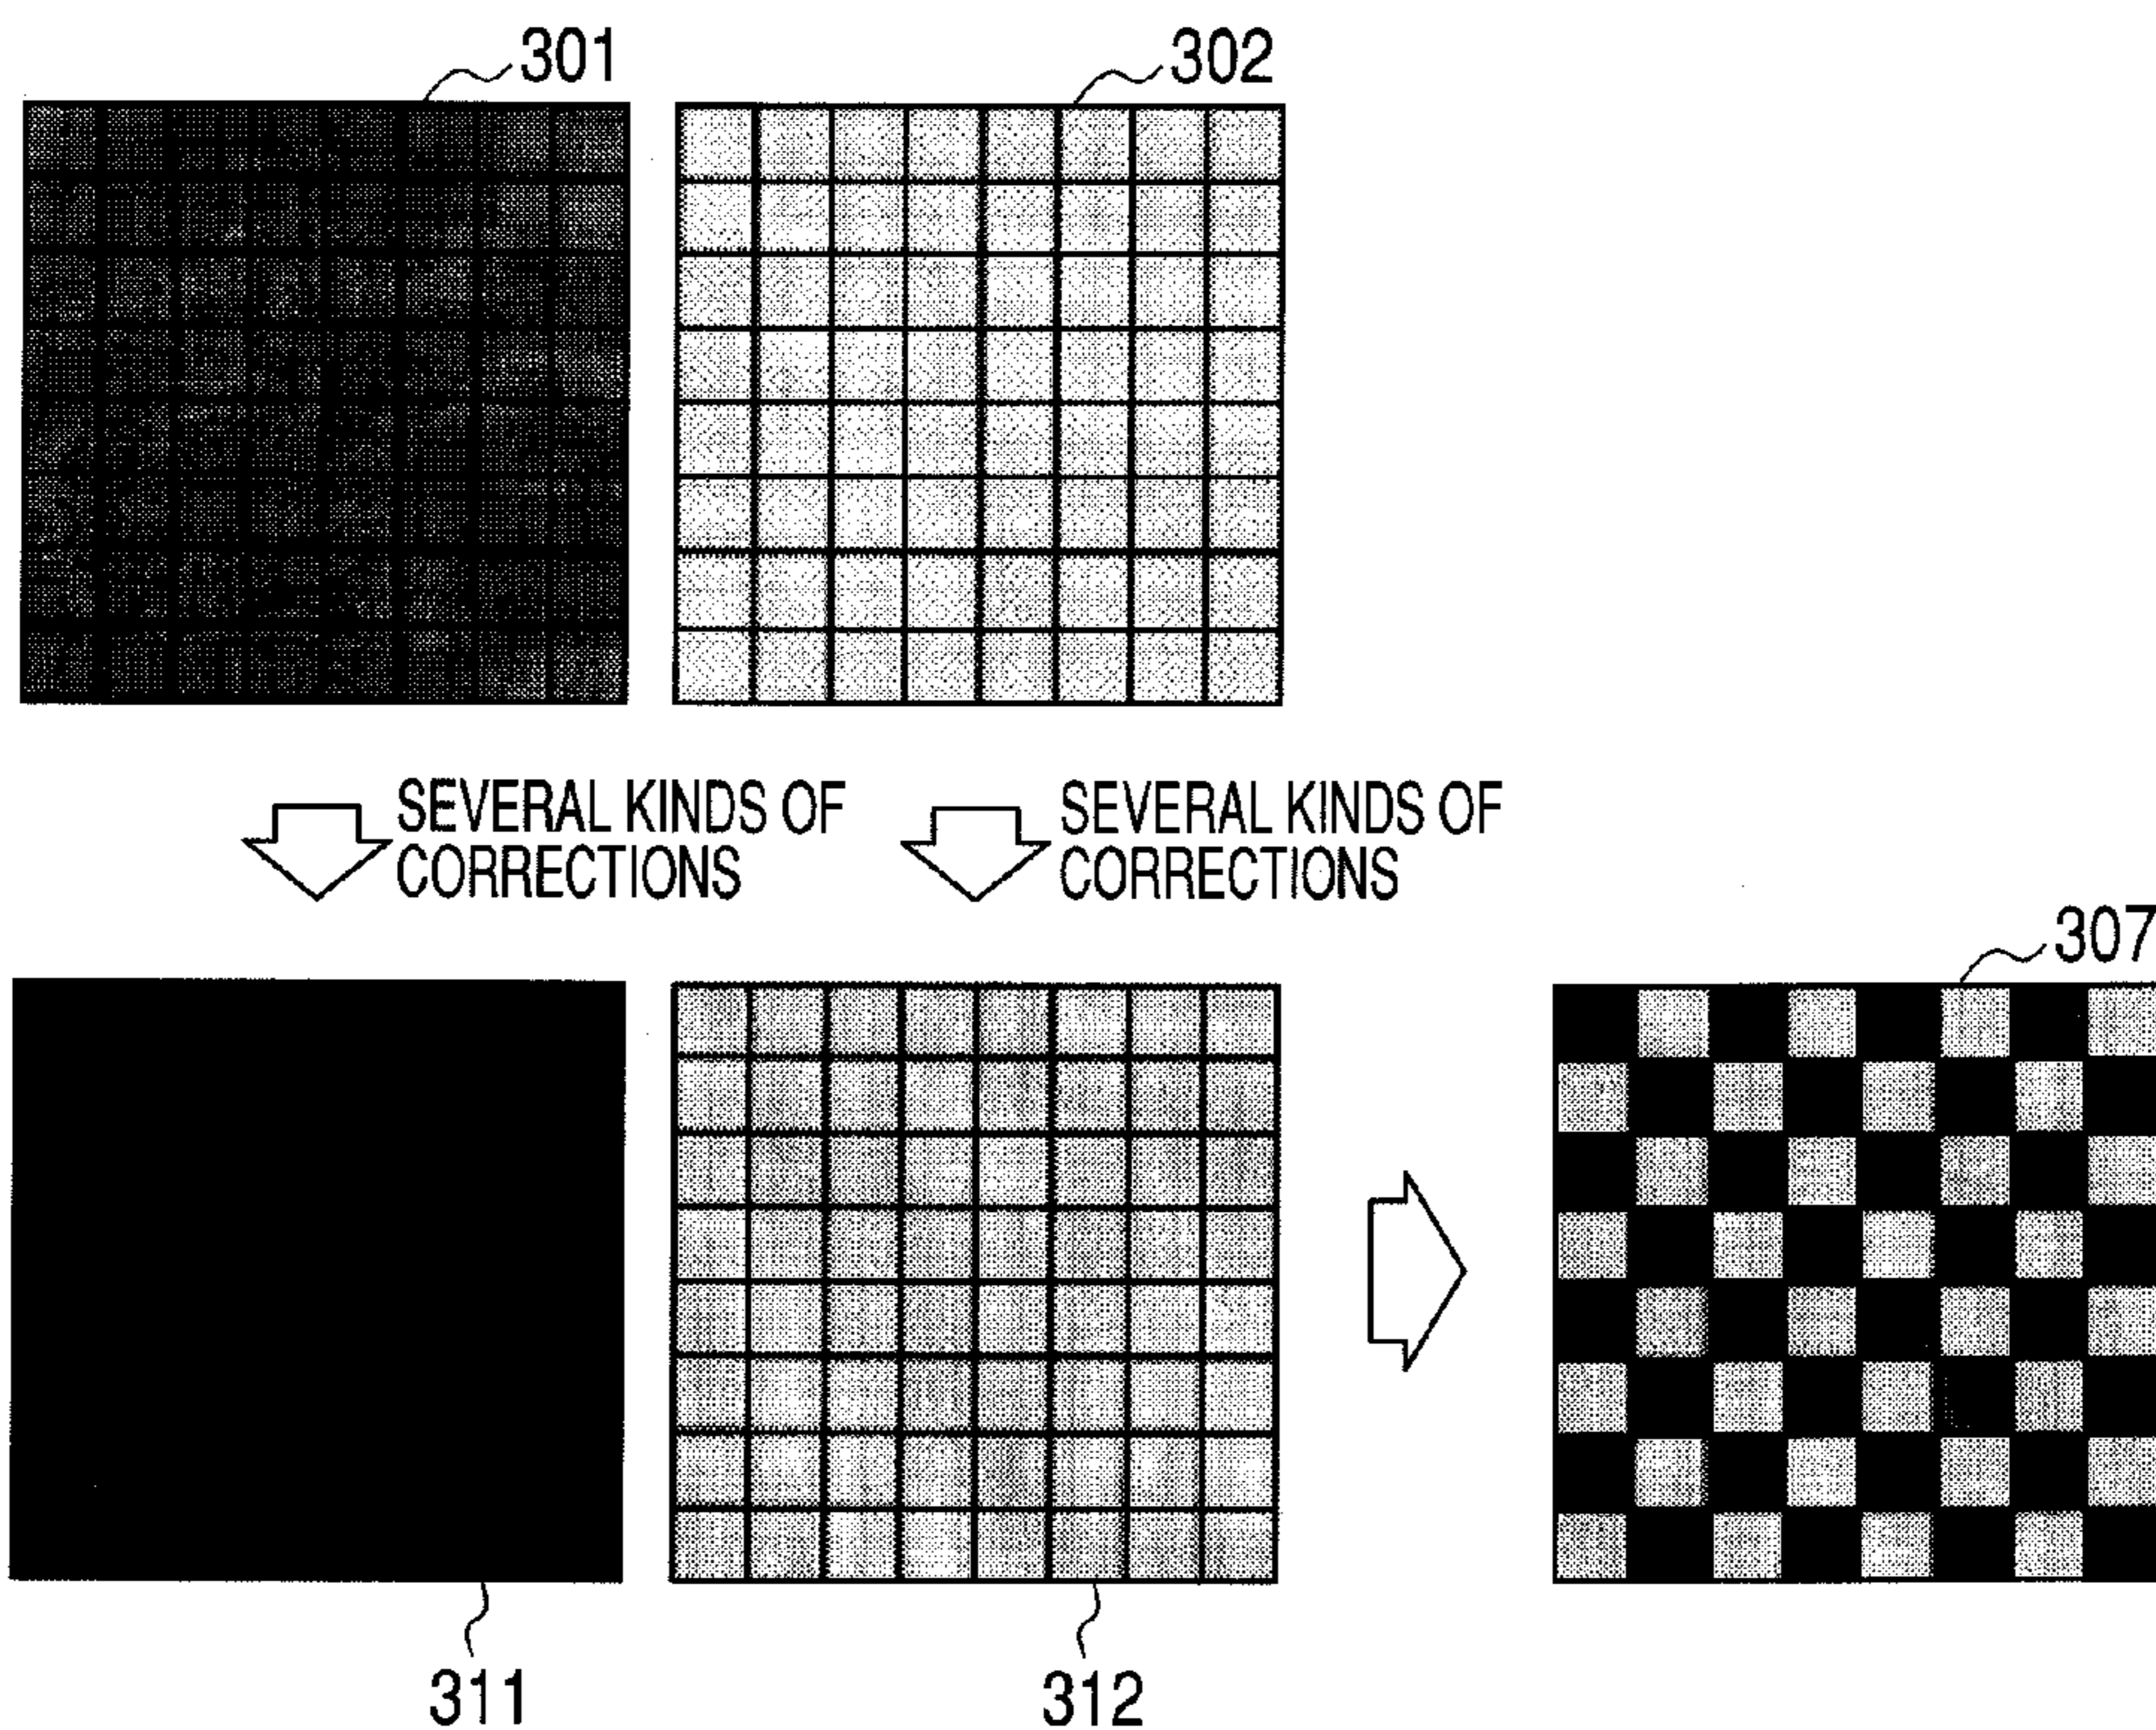 301
302
SEVERAL KINDS OF
CORRECTIONS
SEVERAL KINDS OF
CORRECTIONS
307
311
312